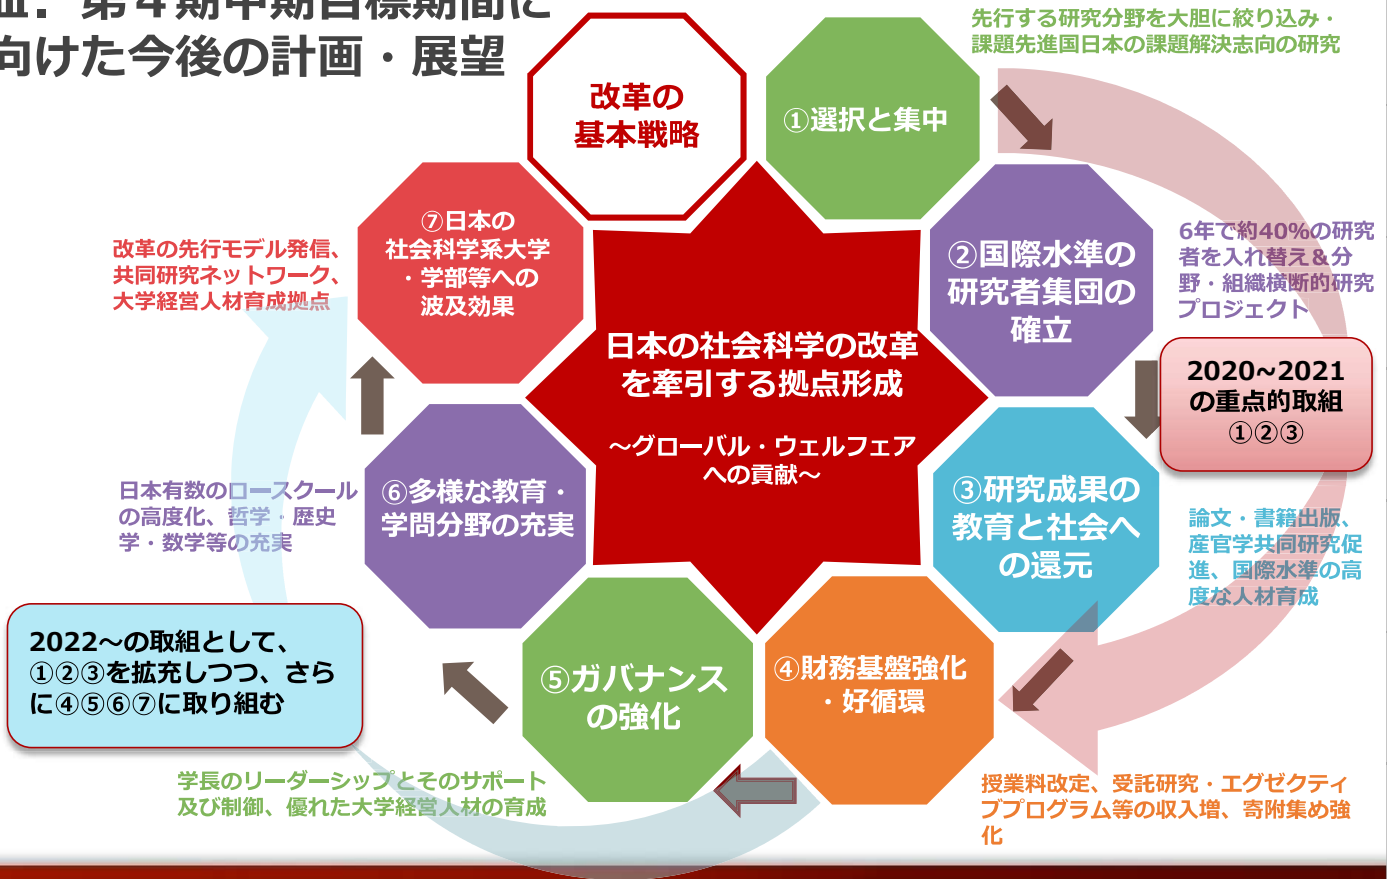 Ⅲ．第４期中期目標期間に
向けた今後の計画・展望
改革の
基本戦略
①選択と集中
先行する研究分野を大胆に絞り込み・
課題先進国日本の課題解決志向の研究
②国際水準の
研究者集団の
確立
6年で約40%の研究
者を入れ替え＆分
野・組織横断的研究
プロジェクト
2020~2021
の重点的取組
①②③
③研究成果の
教育と社会へ
の還元
論文・書籍出版、
産官学共同研究促
進、国際水準の高
度な人材育成
④財務基盤強化
・好循環
授業料改定、受託研究・エグゼクティ
ブプログラム等の収入増、寄附集め強
化
⑤ガバナンス
の強化
学長のリーダーシップとそのサポート
及び制御、優れた大学経営人材の育成
2022～の取組として、
①②③を拡充しつつ、さら
に④⑤⑥⑦に取り組む
⑥多様な教育・
学問分野の充実
日本有数のロースクール
の高度化、哲学・歴史
学・数学等の充実
⑦日本の
社会科学系大学
・学部等への
波及効果
改革の先行モデル発信、
共同研究ネットワーク、
大学経営人材育成拠点
日本の社会科学の改革
を牽引する拠点形成
～グローバル・ウェルフェア
への貢献～